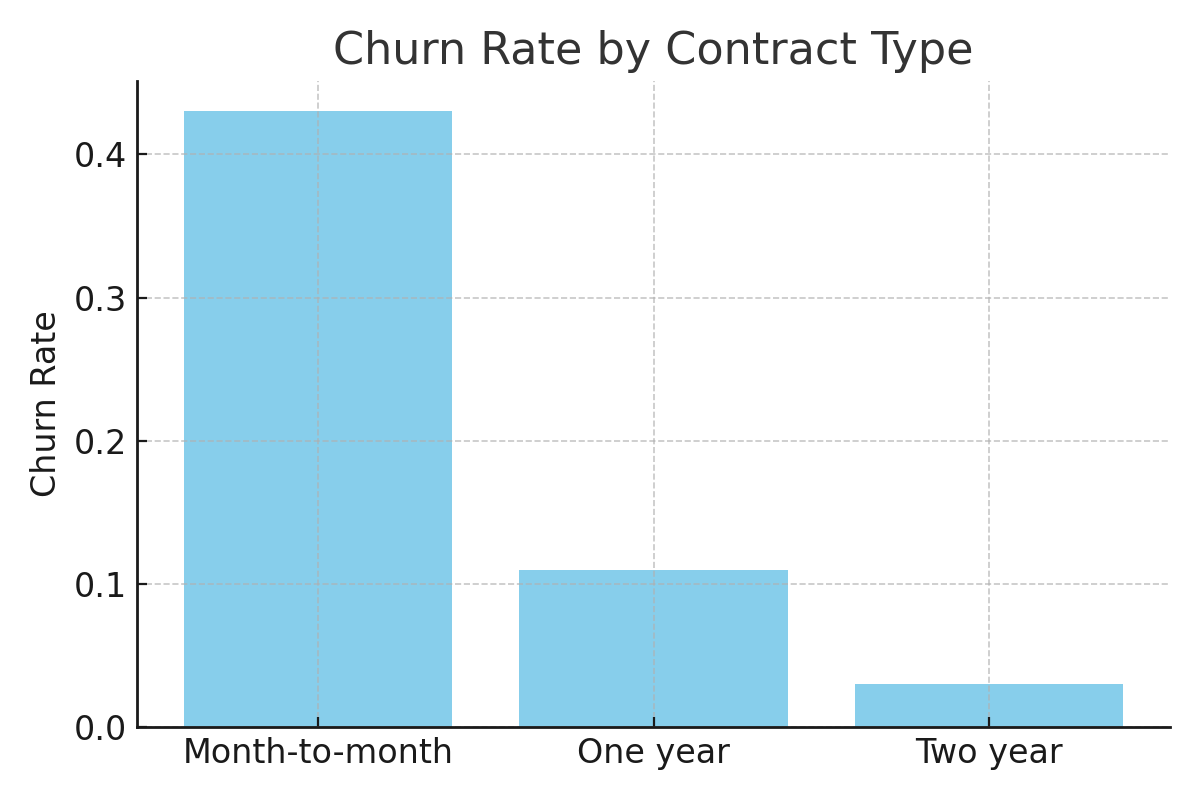 Churn Rate by Contract Type
Churn Rate
0.4
0.3
0.2
0.1
0.0
Month-to-month
One year
Two year